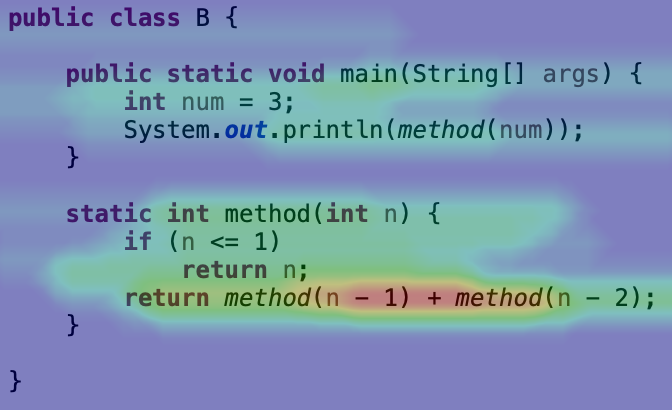 public class B {
    public static void main(String[] args) {
        int num = 3;
        System.out.println(method(num));
    }
    static int method(int n) {
        if (n <= 1)
            return n;
        return method(n - 1) + method(n - 2);
    }
}